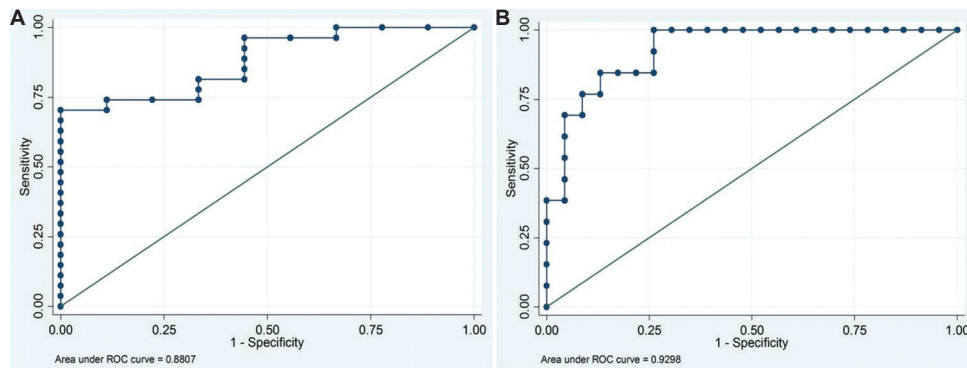 A
Sensitivity
0.00 0.25 0.50 0.75 1.00
0.00 0.25 0.50 0.75 1.00
1 - Specificity
Area under ROC curve = 0.8807
B
Sensitivity
0.00 0.25 0.50 0.75 1.00
0.00 0.25 0.50 0.75 1.00
1 - Specificity
Area under ROC curve = 0.9298